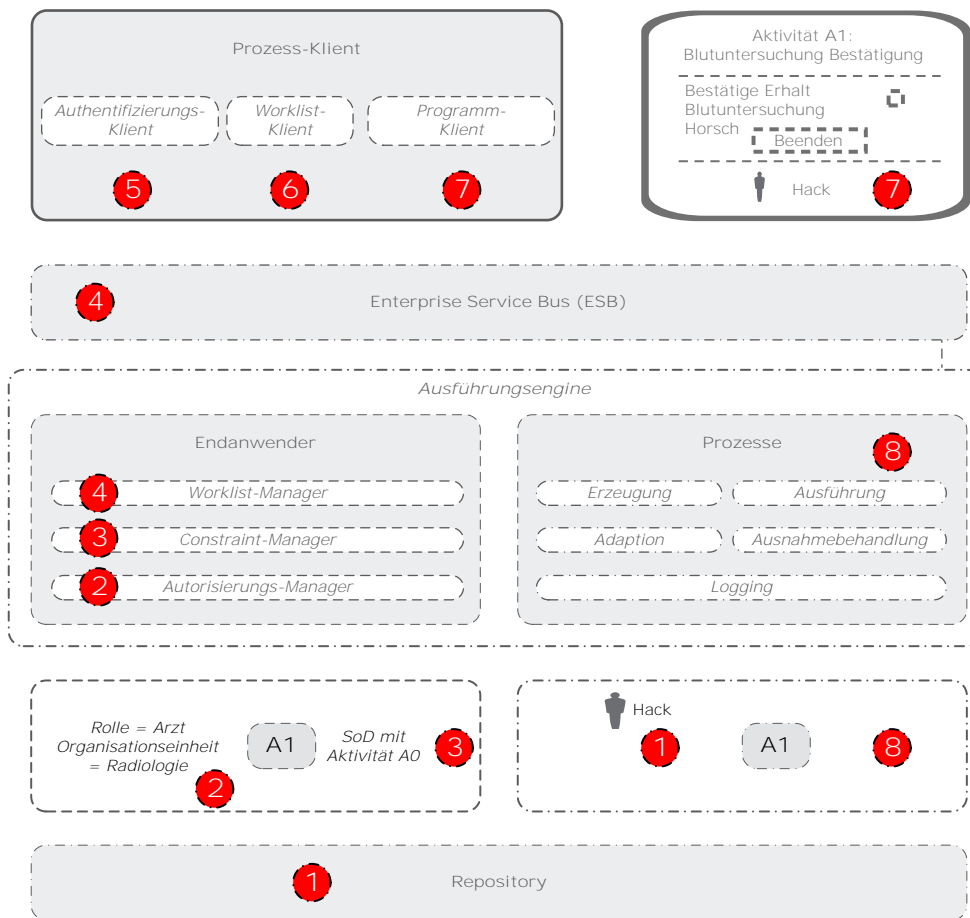 Prozess-Klient
Authentifizierungs-
Klient
Worklist-
Klient
Programm-
Klient
5
6
7
Aktivität A1:
Blutuntersuchung Bestätigung
Bestätige Erhalt
Blutuntersuchung
Horsch
Beenden
Hack
7
4
Enterprise Service Bus (ESB)
Ausführungsengine
Endanwender
4
Worklist-Manager
3
Constraint-Manager
2
Autorisierungs-Manager
Prozesse
8
Erzeugung
Ausführung
Adaption
Ausnahmebehandlung
Logging
Rolle = Arzt
Organisationseinheit
= Radiologie
2
A1
SoD mit
Aktivität A0
3
Hack
1
A1
8
1
Repository